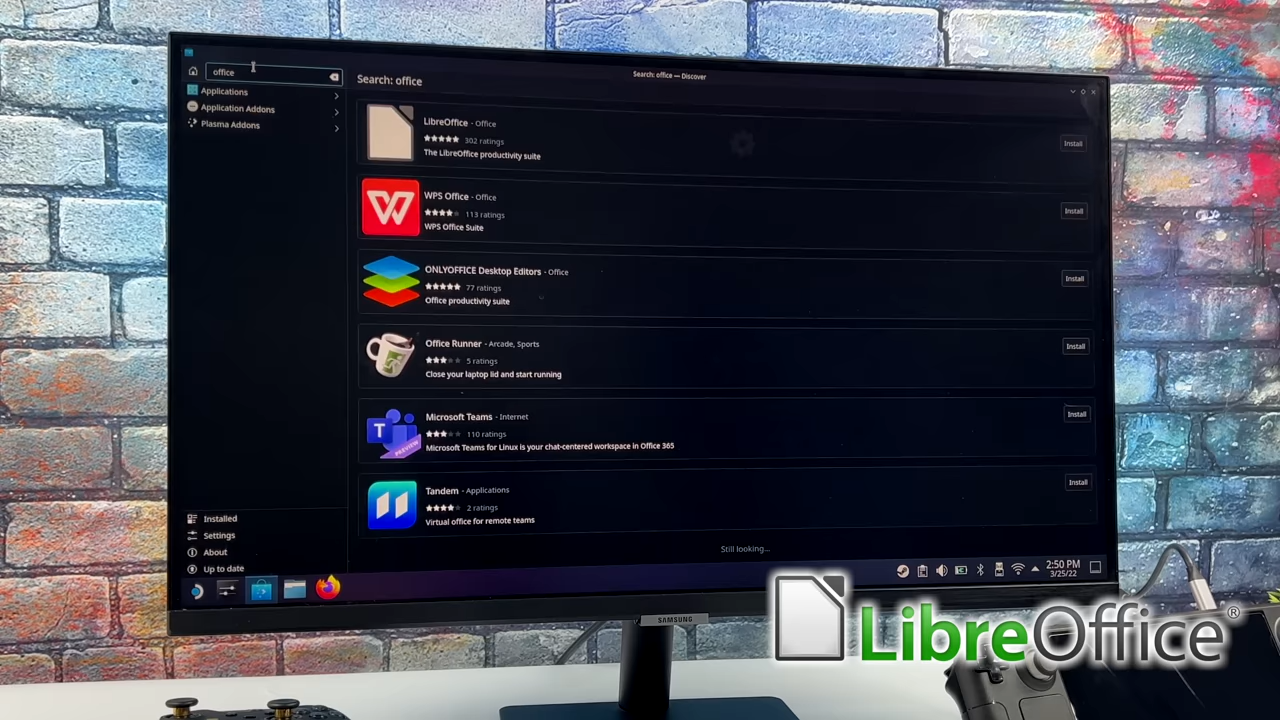 Search: office — Discover
office
Search: office
Applications
Application Addons
Plasma Addons
LibreOffice - Office
302 ratings
The LibreOffice productivity suite
Install
WPS Office - Office
113 ratings
WPS Office Suite
Install
ONLYOFFICE Desktop Editors - Office
77 ratings
Office productivity suite
Install
Office Runner - Arcade, Sports
5 ratings
Close your laptop lid and start running
Install
Microsoft Teams - Internet
110 ratings
Microsoft Teams for Linux is your chat-centered workspace in Office 365
Install
T
PREVIEW
Tandem - Applications
2 ratings
Virtual office for remote teams
Install
Still looking...
Installed
Settings
About
Up to date
2:50 PM
3/25/22
SAMSUNG
LibreOffice®